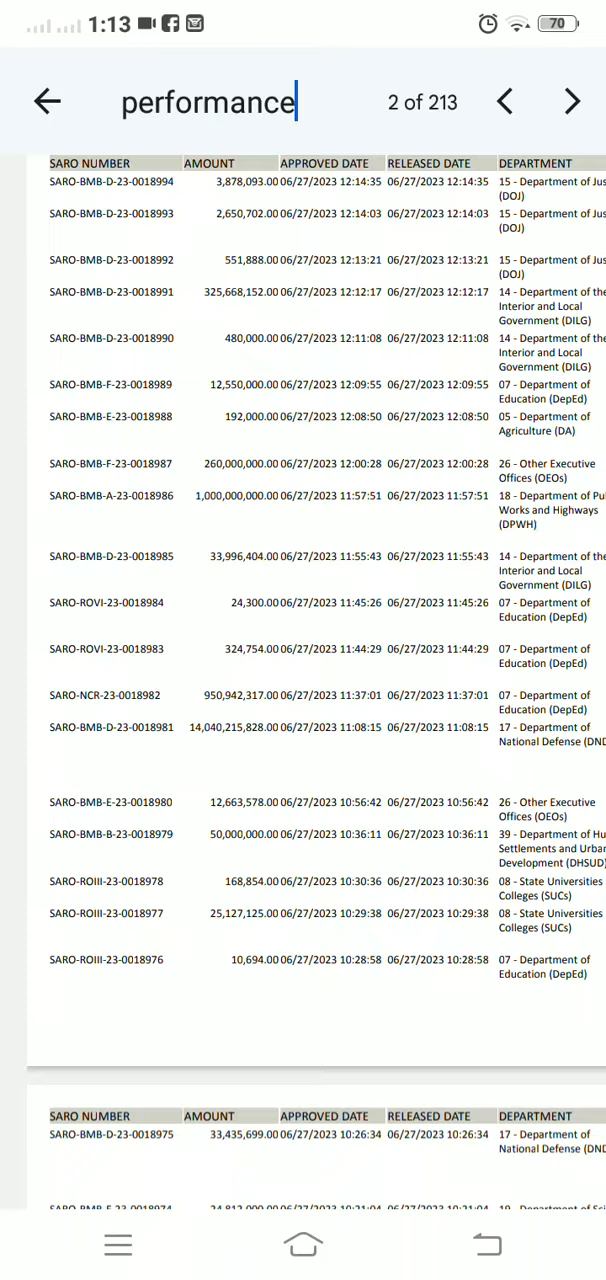 1:13 70
performance 2 of 213
SARO NUMBER AMOUNT APPROVED DATE RELEASED DATE DEPARTMENT
SARO-BMB-D-23-0018994 3,878,093.00 06/27/2023 12:14:35 06/27/2023 12:14:35 15 - Department of Jus
(DOJ)
SARO-BMB-D-23-0018993 2,650,702.00 06/27/2023 12:14:03 06/27/2023 12:14:03 15 - Department of Jus
(DOJ)
SARO-BMB-D-23-0018992 551,888.00 06/27/2023 12:13:21 06/27/2023 12:13:21 15 - Department of Jus
(DOJ)
SARO-BMB-D-23-0018991 325,668,152.00 06/27/2023 12:12:17 06/27/2023 12:12:17 14 - Department of the
Interior and Local
Government (DILG)
SARO-BMB-D-23-0018990 480,000.00 06/27/2023 12:11:08 06/27/2023 12:11:08 14 - Department of the
Interior and Local
Government (DILG)
SARO-BMB-F-23-0018989 12,550,000.00 06/27/2023 12:09:55 06/27/2023 12:09:55 07 - Department of
Education (DepEd)
SARO-BMB-E-23-0018988 192,000.00 06/27/2023 12:08:50 06/27/2023 12:08:50 05 - Department of
Agriculture (DA)
SARO-BMB-F-23-0018987 260,000,000.00 06/27/2023 12:00:28 06/27/2023 12:00:28 26 - Other Executive
Offices (OEOs)
SARO-BMB-A-23-0018986 1,000,000,000.00 06/27/2023 11:57:51 06/27/2023 11:57:51 18 - Department of Pu
Works and Highways
(DPWH)
SARO-BMB-D-23-0018985 33,996,404.00 06/27/2023 11:55:43 06/27/2023 11:55:43 14 - Department of the
Interior and Local
Government (DILG)
SARO-ROVI-23-0018984 24,300.00 06/27/2023 11:45:26 06/27/2023 11:45:26 07 - Department of
Education (DepEd)
SARO-ROVI-23-0018983 324,754.00 06/27/2023 11:44:29 06/27/2023 11:44:29 07 - Department of
Education (DepEd)
SARO-NCR-23-0018982 950,942,317.00 06/27/2023 11:37:01 06/27/2023 11:37:01 07 - Department of
Education (DepEd)
SARO-BMB-D-23-0018981 14,040,215,828.00 06/27/2023 11:08:15 06/27/2023 11:08:15 17 - Department of
National Defense (DND
SARO-BMB-E-23-0018980 12,663,578.00 06/27/2023 10:56:42 06/27/2023 10:56:42 26 - Other Executive
Offices (OEOs)
SARO-BMB-B-23-0018979 50,000,000.00 06/27/2023 10:36:11 06/27/2023 10:36:11 39 - Department of Hu
Settlements and Urbar
Development (DHSUD)
SARO-ROIII-23-0018978 168,854.00 06/27/2023 10:30:36 06/27/2023 10:30:36 08 - State Universities
Colleges (SUCs)
SARO-ROIII-23-0018977 25,127,125.00 06/27/2023 10:29:38 06/27/2023 10:29:38 08 - State Universities
Colleges (SUCs)
SARO-ROIII-23-0018976 10,694.00 06/27/2023 10:28:58 06/27/2023 10:28:58 07 - Department of
Education (DepEd)
SARO NUMBER AMOUNT APPROVED DATE RELEASED DATE DEPARTMENT
SARO-BMB-D-23-0018975 33,435,699.00 06/27/2023 10:26:34 06/27/2023 10:26:34 17 - Department of
National Defense (DND